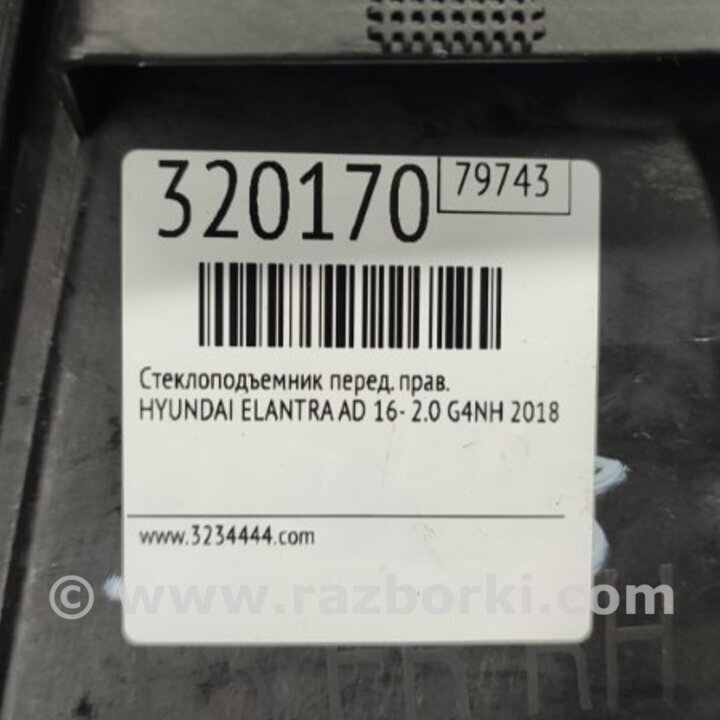 320170
79743
Стеклоподъемник перед. прав.
HYUNDAI ELANTRA AD 16- 2.0 G4NH 2018
www.3234444.com
© www.razborki.com